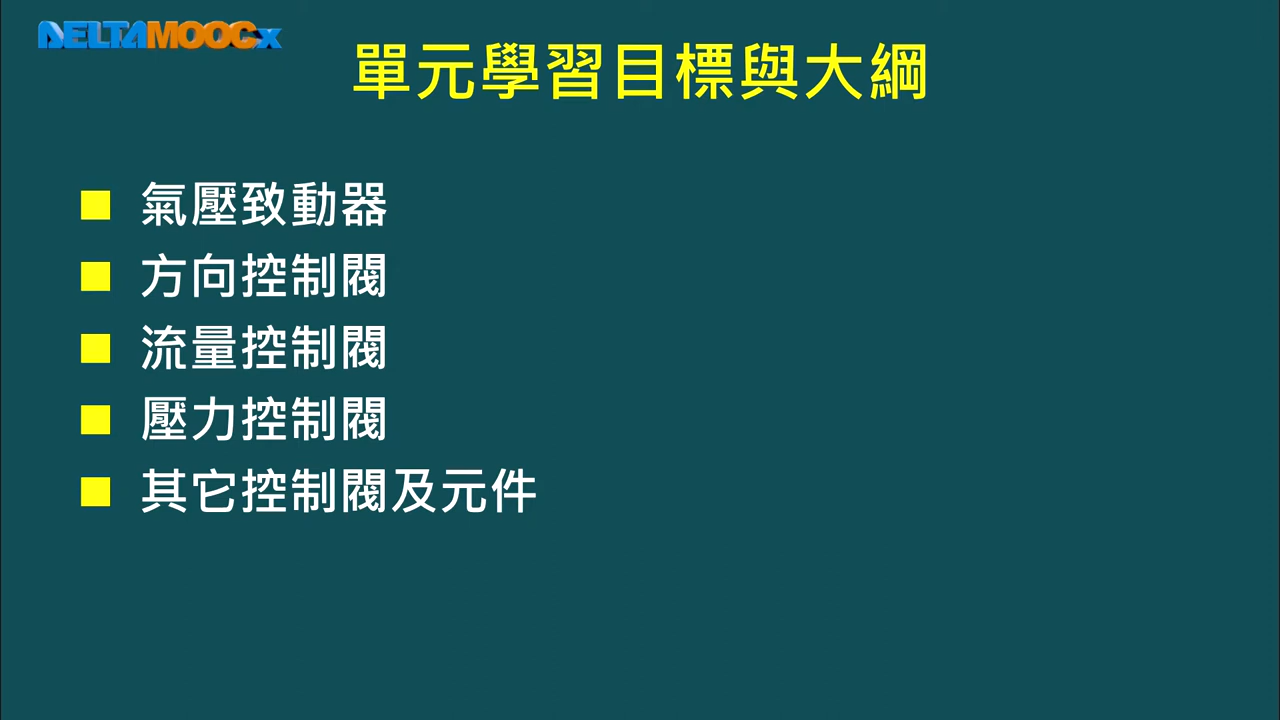 DELTAMOOCx
單元學習目標與大綱
氣壓致動器
方向控制閥
流量控制閥
壓力控制閥
其它控制閥及元件